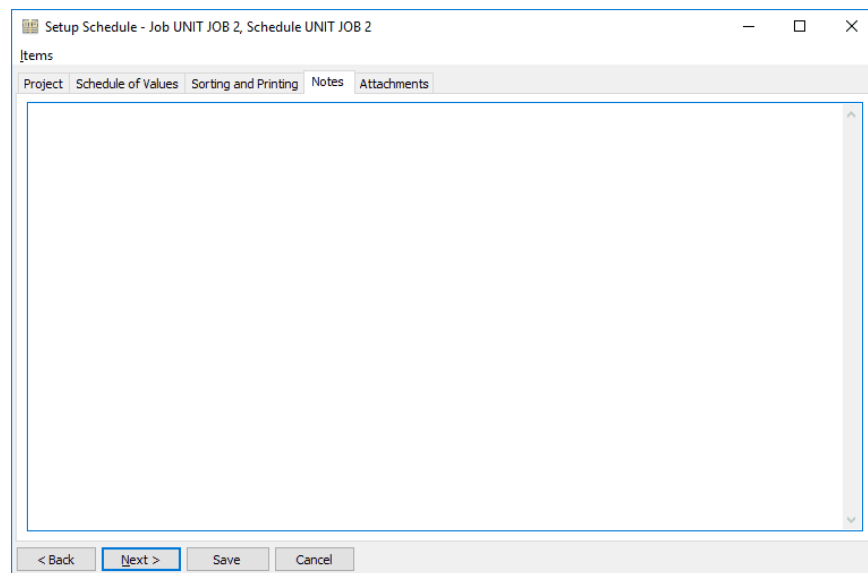 Setup Schedule - Job UNIT JOB 2, Schedule UNIT JOB 2
Items
Project Schedule of Values Sorting and Printing Notes Attachments
< Back Next > Save Cancel